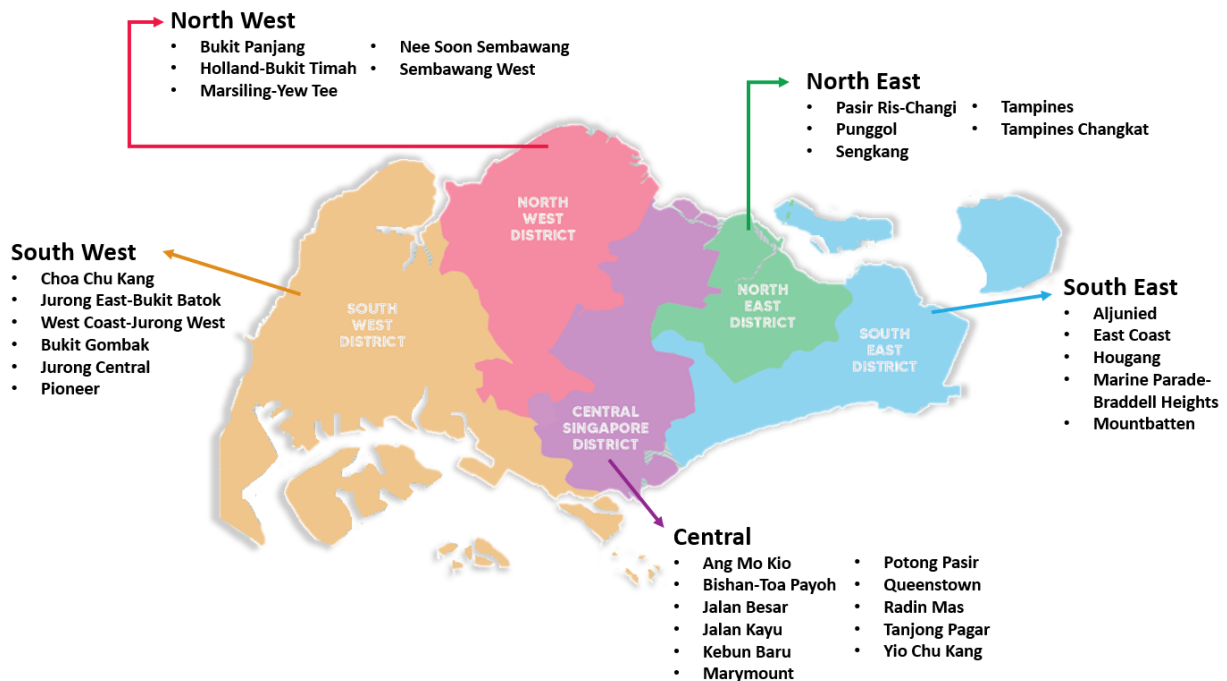 North West
• Bukit Panjang
• Holland-Bukit Timah
• Marsiling-Yew Tee
• Nee Soon Sembawang
• Sembawang West
North East
• Pasir Ris-Changi
• Punggol
• Sengkang
• Tampines
• Tampines Changkat
NORTH
WEST
DISTRICT
South West
• Choa Chu Kang
• Jurong East-Bukit Batok
• West Coast-Jurong West
• Bukit Gombak
• Jurong Central
• Pioneer
SOUTH
WEST
DISTRICT
NORTH
EAST
DISTRICT
SOUTH
EAST
DISTRICT
South East
• Aljunied
• East Coast
• Hougang
• Marine Parade-
Braddell Heights
• Mountbatten
CENTRAL
SINGAPORE
DISTRICT
Central
• Ang Mo Kio
• Bishan-Toa Payoh
• Jalan Besar
• Jalan Kayu
• Kebun Baru
• Marymount
• Potong Pasir
• Queenstown
• Radin Mas
• Tanjong Pagar
• Yio Chu Kang